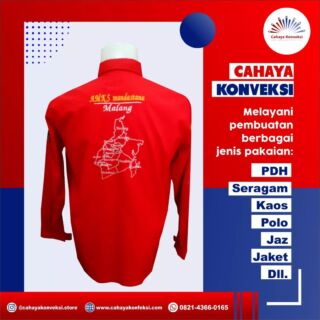 Cahaya Konveksi
CAHAYA
KONVEKSI
Melayani
pembuatan
berbagai
jenis pakaian:
PDH
Seragam
Kaos
Polo
Jaz
Jaket
Dll.
Malang
@cahayakonveksi.store
www.cahayakonfeksi.com
0821-4366-0165